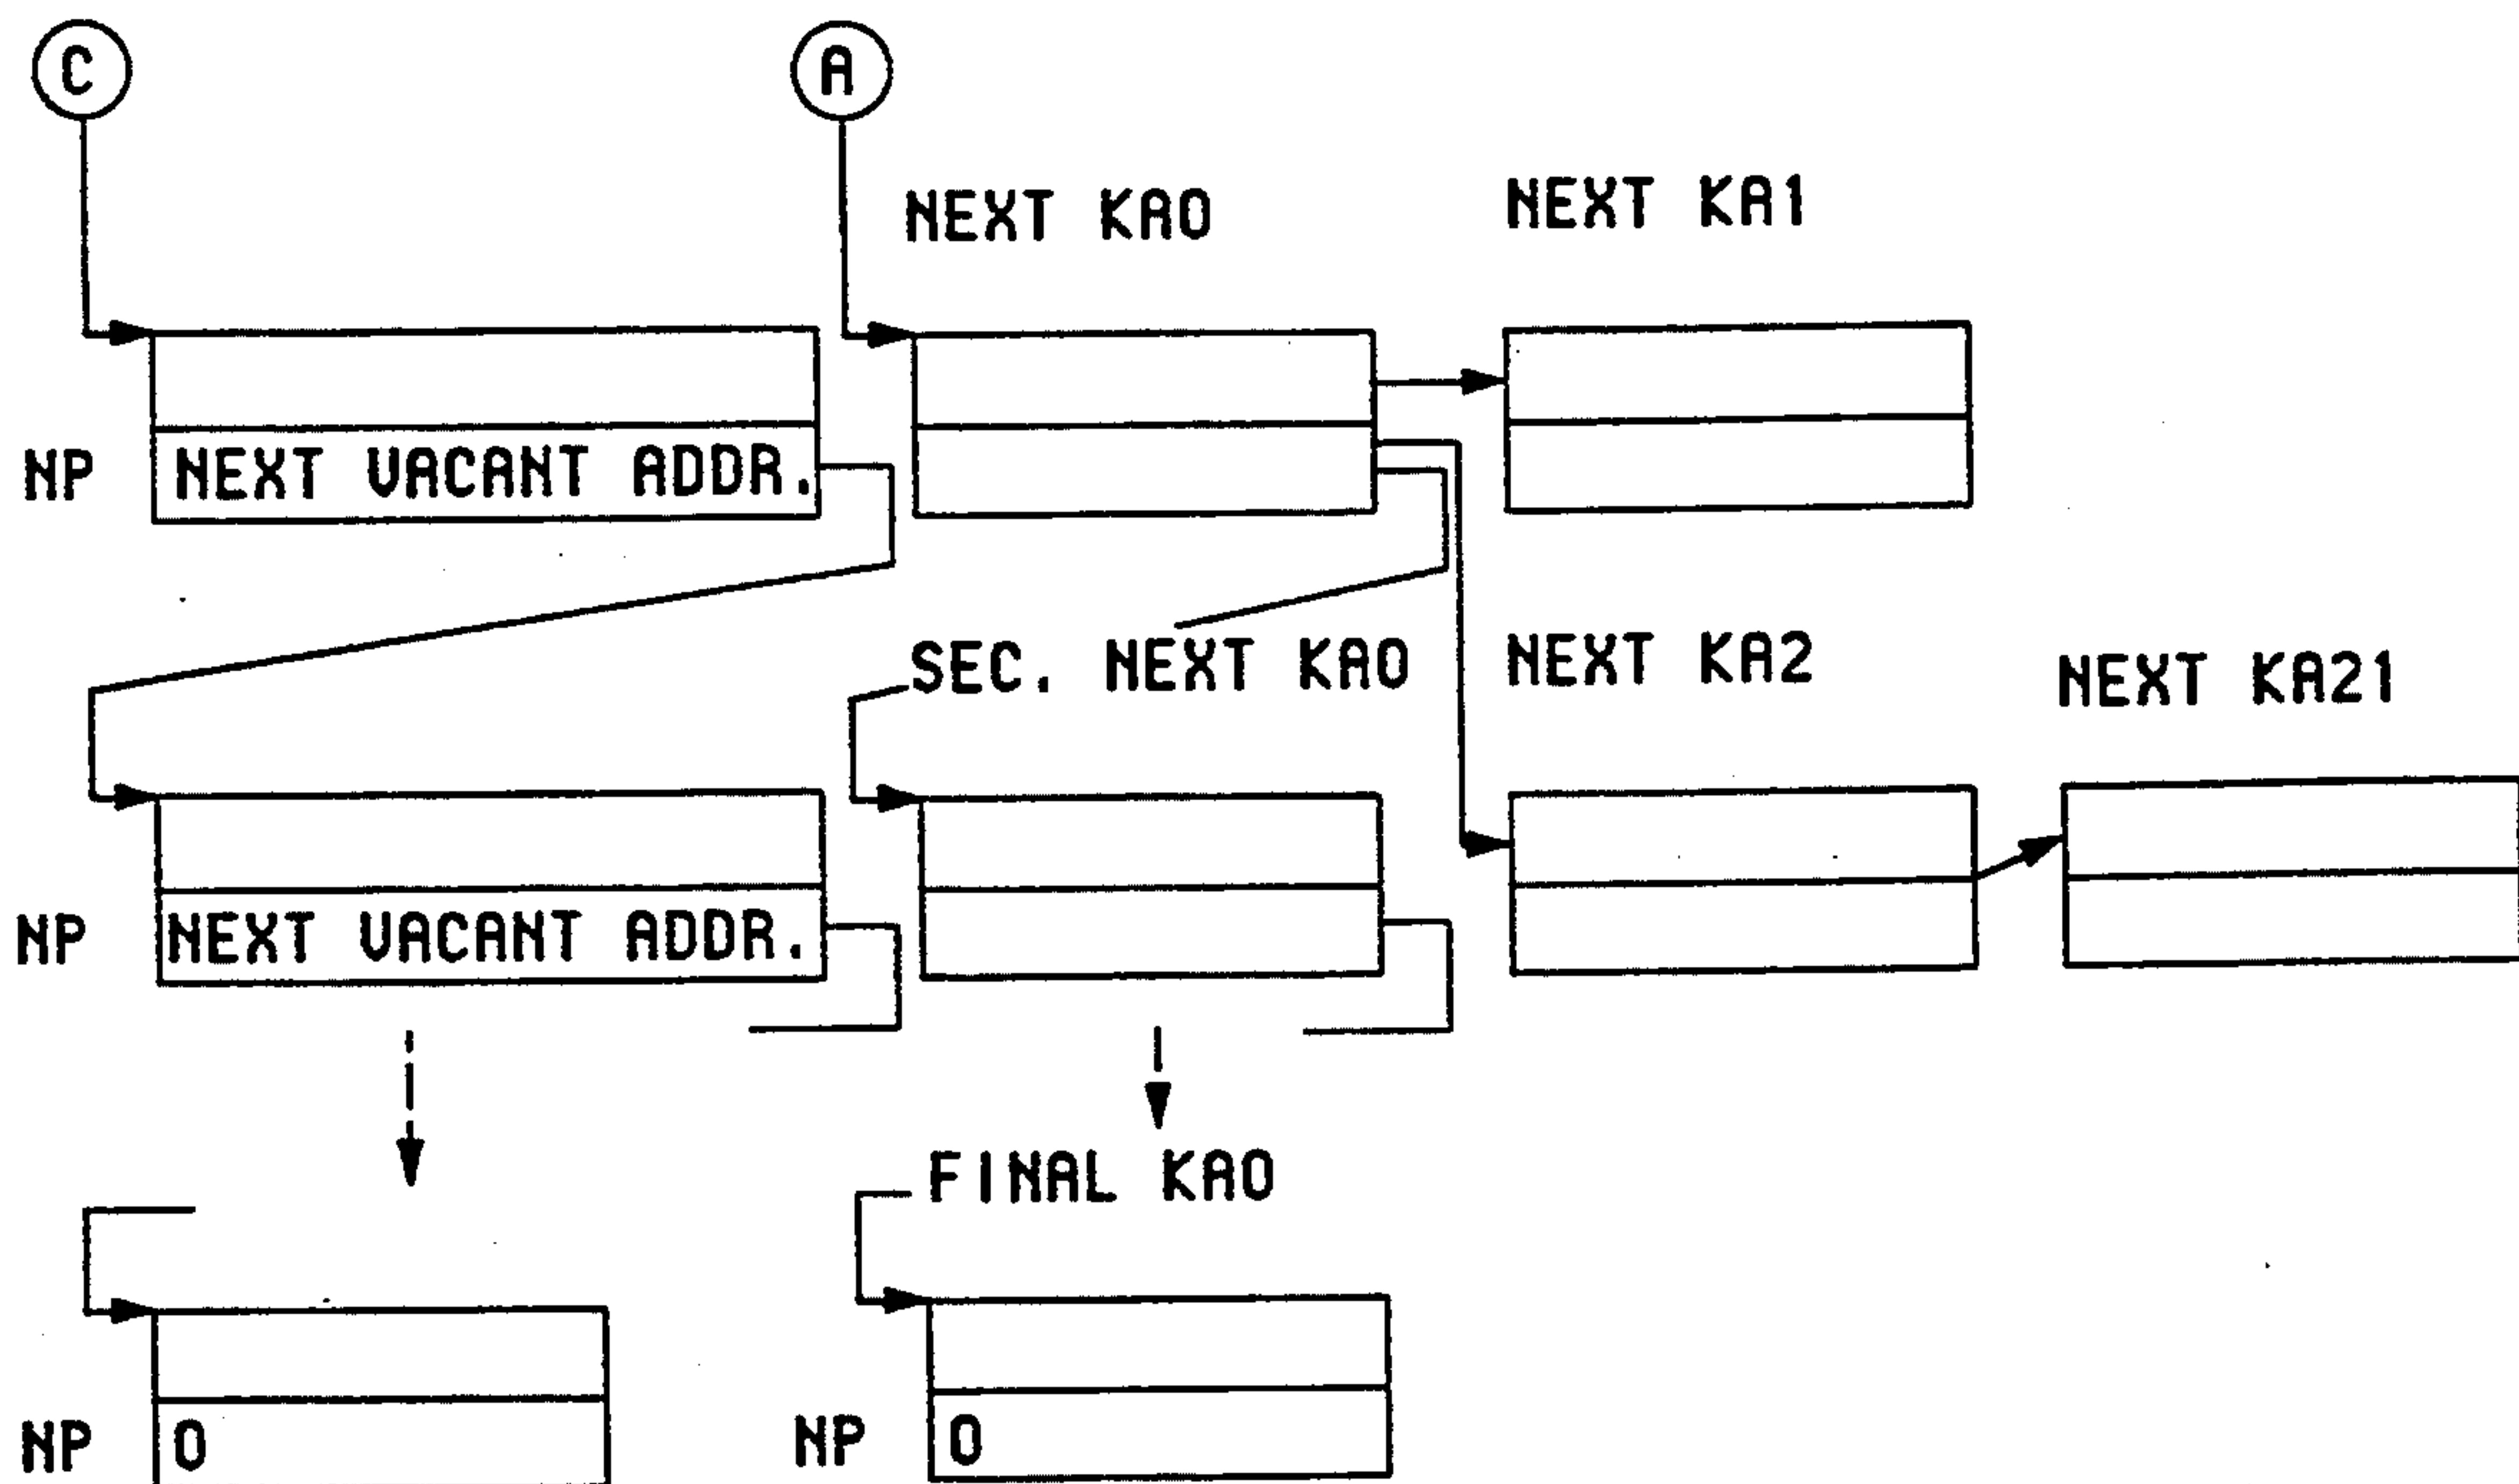 C
A
NEXT KA0
NEXT KA1
NP
NEXT VACANT ADDR.
SEC. NEXT KA0
NEXT KA2
NEXT KA21
NP
NEXT VACANT ADDR.
FINAL KA0
NP
0
NP
0